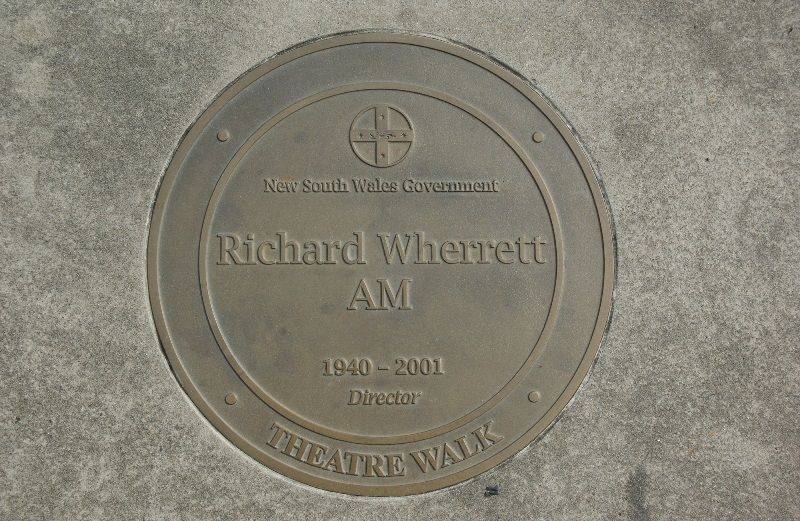 New South Wales Government
Richard Wherrett
AM
1940 – 2001
Director
THEATRE WALK